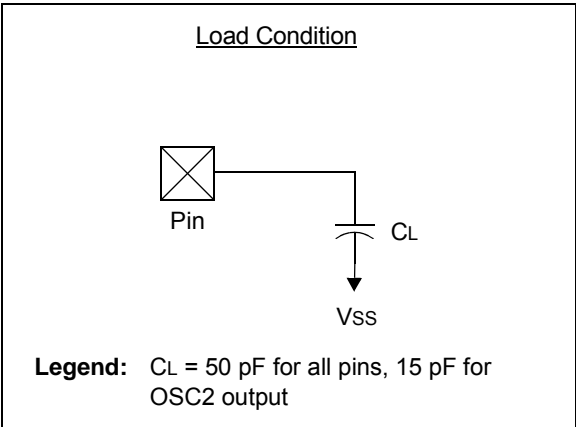 Load Condition
Pin
CL
VSS
Legend: CL = 50 pF for all pins, 15 pF for
OSC2 output